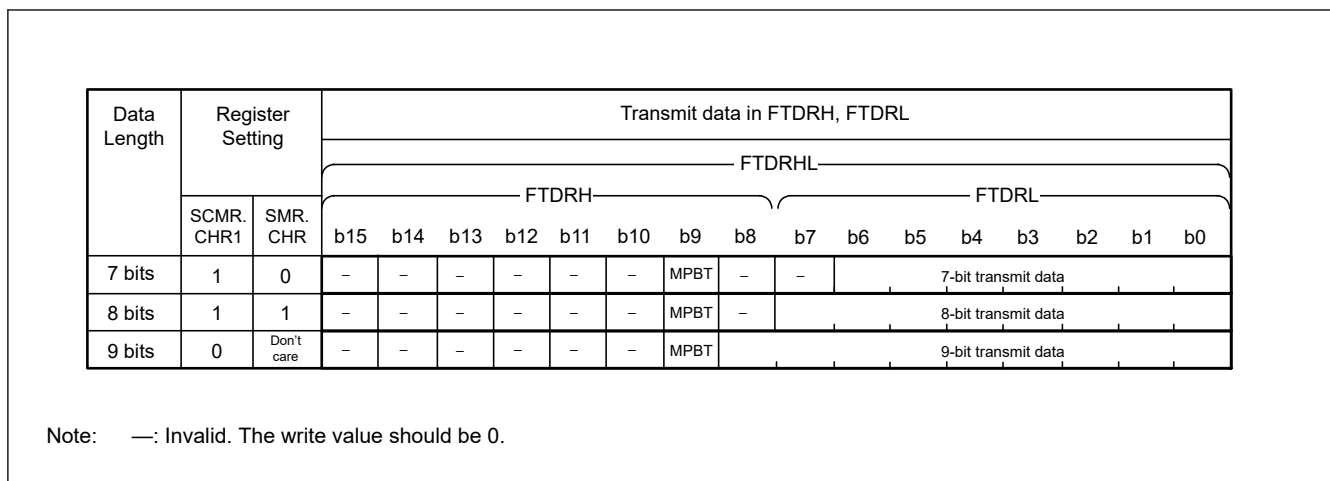 Data Length Register Setting Transmit data in FTDRH, FTDRL
FTDRHL
FTDRH FTDRL
SCMR. CHR1 SMR. CHR b15 b14 b13 b12 b11 b10 b9 b8 b7 b6 b5 b4 b3 b2 b1 b0
7 bits 1 0 – – – – – – MPBT – – 7-bit transmit data
8 bits 1 1 – – – – – – MPBT – 8-bit transmit data
9 bits 0 Don't care – – – – – – MPBT 9-bit transmit data
Note: —: Invalid. The write value should be 0.